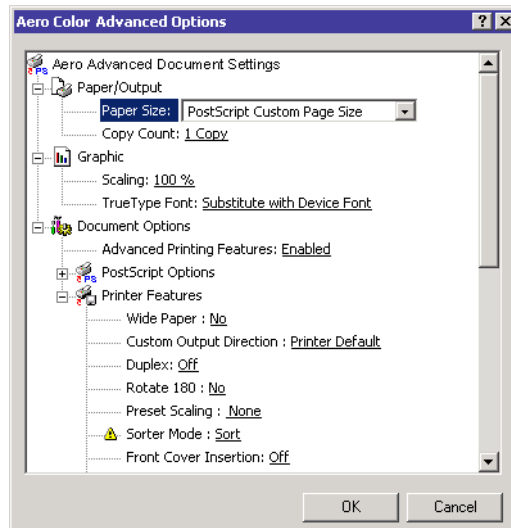 Aero Color Advanced Options
Aero Advanced Document Settings
Paper/Output
Paper Size: PostScript Custom Page Size
Copy Count: 1 Copy
Graphic
Scaling: 100 %
TrueType Font: Substitute with Device Font
Document Options
Advanced Printing Features: Enabled
PostScript Options
Printer Features
Wide Paper : No
Custom Output Direction : Printer Default
Duplex: Off
Rotate 180 : No
Preset Scaling : None
Sorter Mode : Sort
Front Cover Insertion: Off
OK Cancel